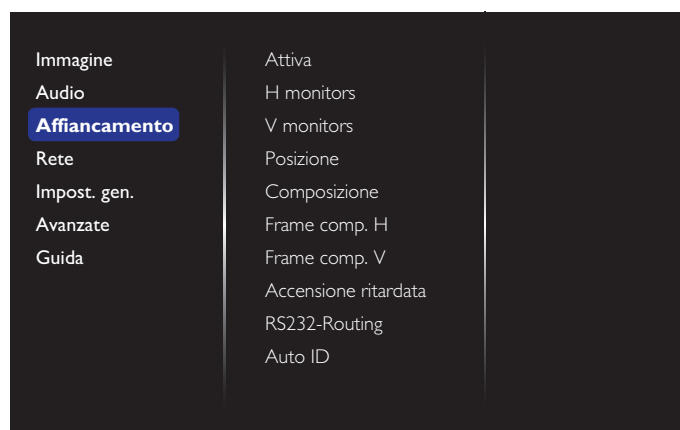 Immagine
Audio
Affiancamento
Rete
Impost. gen.
Avanzate
Guida
Attiva
H monitors
V monitors
Posizione
Composizione
Frame comp. H
Frame comp. V
Accensione ritardata
RS232-Routing
Auto ID